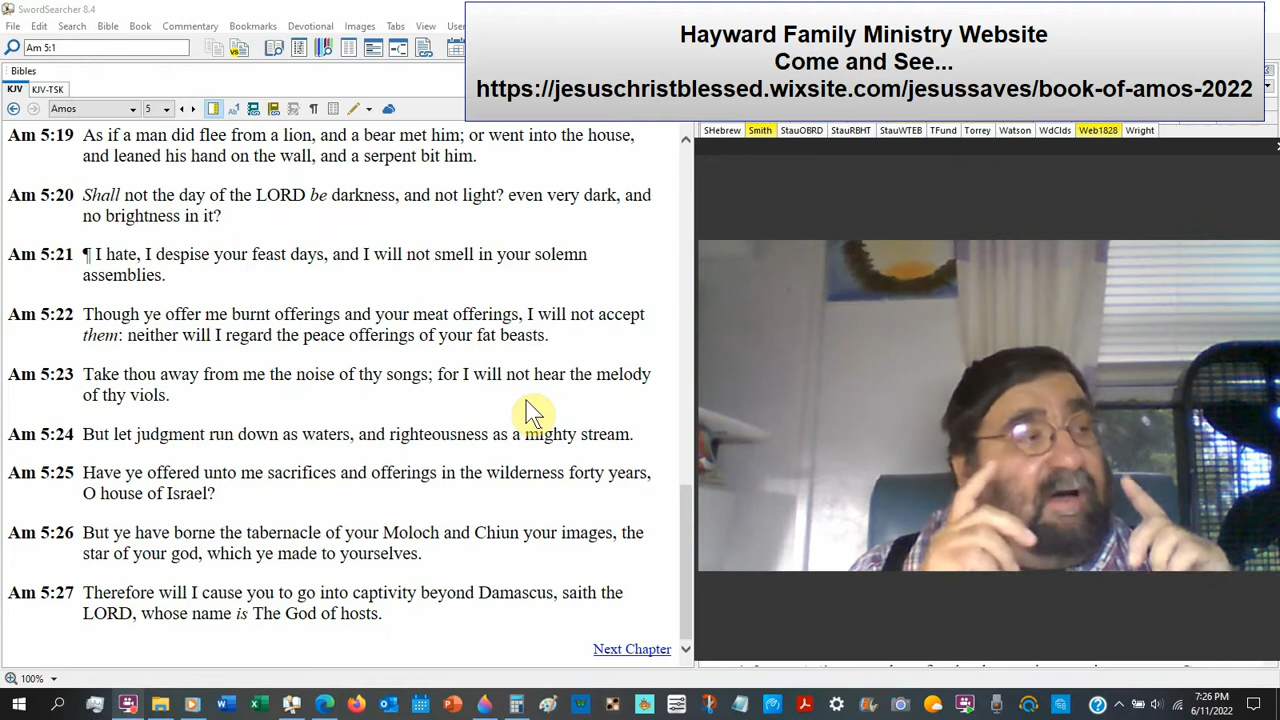 SwordSearcher 8.4
File Edit Search Bible Book Commentary Bookmarks Devotional Images Tabs View
Hayward Family Ministry Website
Come and See...
https://jesuschristblessed.wixsite.com/jesussaves/book-of-amos-2022
Am 5:1
Bibles
KJV KJV-TSK
Amos 5
SHebrew Smith StauOBRD StauRBHT StauWTEB TFund Torrey Watson WdClds Web1828 Wright
Am 5:19 As if a man did flee from a lion, and a bear met him; or went into the house,
and leaned his hand on the wall, and a serpent bit him.
Am 5:20 Shall not the day of the LORD be darkness, and not light? even very dark, and
no brightness in it?
Am 5:21 ¶ I hate, I despise your feast days, and I will not smell in your solemn
assemblies.
Am 5:22 Though ye offer me burnt offerings and your meat offerings, I will not accept
them: neither will I regard the peace offerings of your fat beasts.
Am 5:23 Take thou away from me the noise of thy songs; for I will not hear the melody
of thy viols.
Am 5:24 But let judgment run down as waters, and righteousness as a mighty stream.
Am 5:25 Have ye offered unto me sacrifices and offerings in the wilderness forty years,
O house of Israel?
Am 5:26 But ye have borne the tabernacle of your Moloch and Chiun your images, the
star of your god, which ye made to yourselves.
Am 5:27 Therefore will I cause you to go into captivity beyond Damascus, saith the
LORD, whose name is The God of hosts.
Next Chapter
100%
7:26 PM
6/11/2022